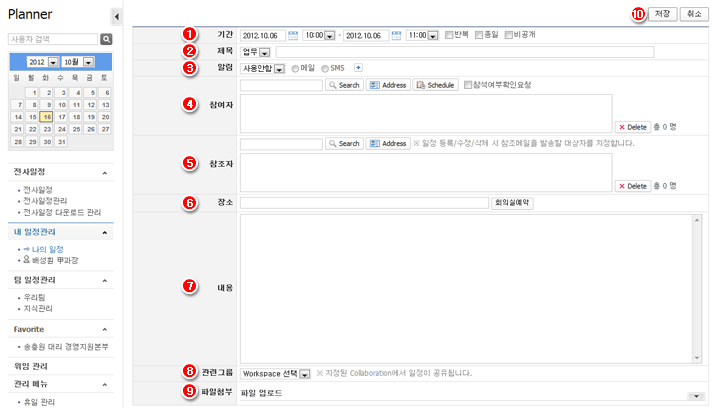 Planner
사용자 검색
2012 10월
일 월 화 수 목 금 토
1 2 3 4 5 6
7 8 9 10 11 12 13
14 15 16 17 18 19 20
21 22 23 24 25 26 27
28 29 30 31
전사일정
전사일정
전사일정관리
전사일정 다운로드 관리
내 일정관리
나의 일정
배성흼 甲과장
팀 일정관리
우리팀
지식관리
Favorite
송출원 대리 경영지원본부
위임 관리
관리 메뉴
휴일 관리
10 저장 취소
1 기간 2012.10.06 10:00 - 2012.10.06 11:00 반복 종일 비공개
2 제목 업무
3 알림 사용안함 메일 SMS
4 참여자 Search Address Schedule 참석여부확인요청
Delete 총 0 명
5 참조자 Search Address ※ 일정 등록/수정/삭제 시 참조메일을 발송할 대상자를 지정합니다.
Delete 총 0 명
6 장소 회의실예약
7 내용
8 관련그룹 Workspace 선택 ※ 지정된 Collaboration에서 일정이 공유됩니다.
9 파일첨부 파일 업로드